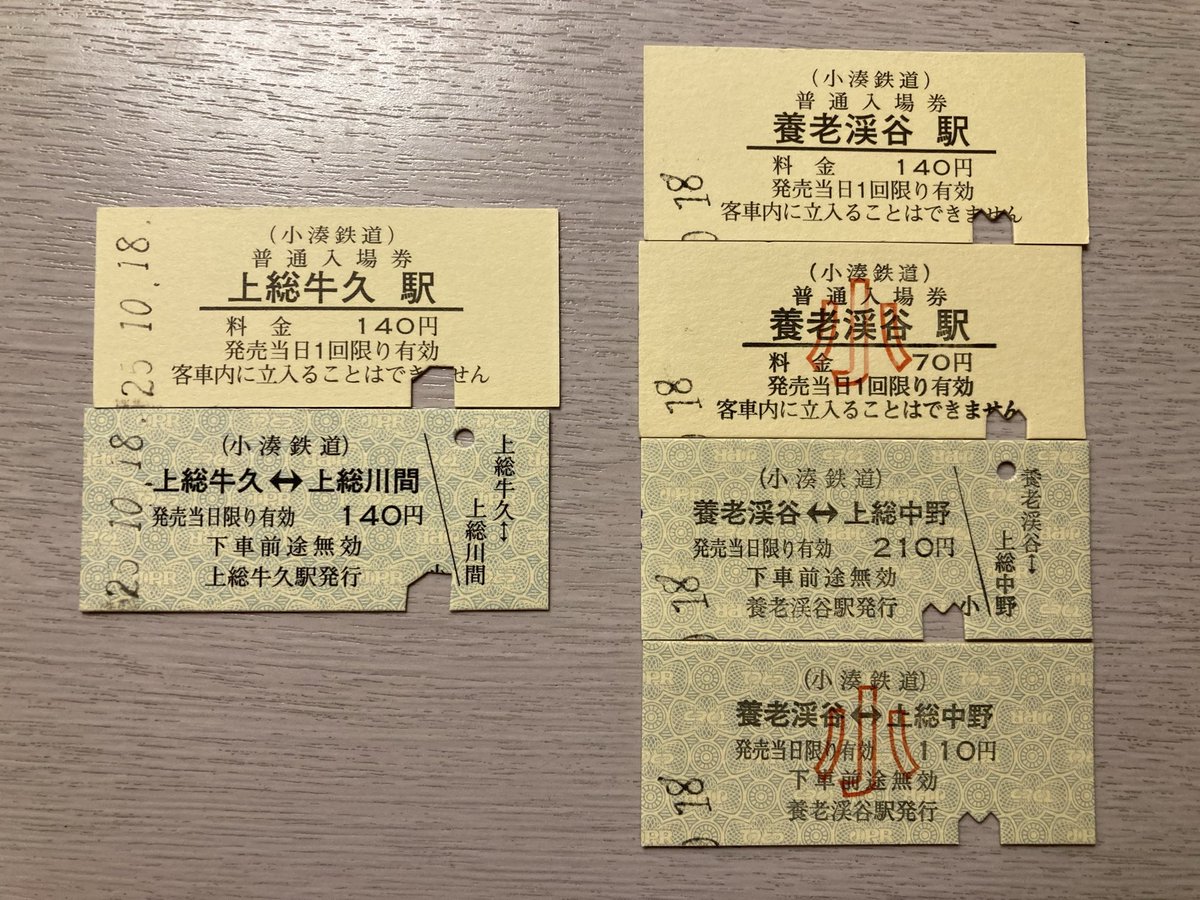 (小湊鉄道)
普通入場券
上総牛久 駅
料 金 140円
発売当日1回限り有効
客車内に立入ることはできません
25 10.18.
(小湊鉄道)
上総牛久↔上総川間
発売当日限り有効 140円
下車前途無効
上総牛久駅発行
上総牛久↔
上総川間
10 18
(小湊鉄道)
普通入場券
養老渓谷 駅
料 金 140円
発売当日1回限り有効
客車内に立入ることはできません
18
(小湊鉄道)
普通入場券
養老渓谷 駅
料 金 70円
発売当日1回限り有効
客車内に立入ることはできません
小
18
(小湊鉄道)
養老渓谷↔上総中野
発売当日限り有効 210円
下車前途無効
養老渓谷駅発行
小
養老渓谷↔
上総中野
18
(小湊鉄道)
養老渓谷↔上総中野
発売当日限り有効 110円
下車前途無効
養老渓谷駅発行
小
18